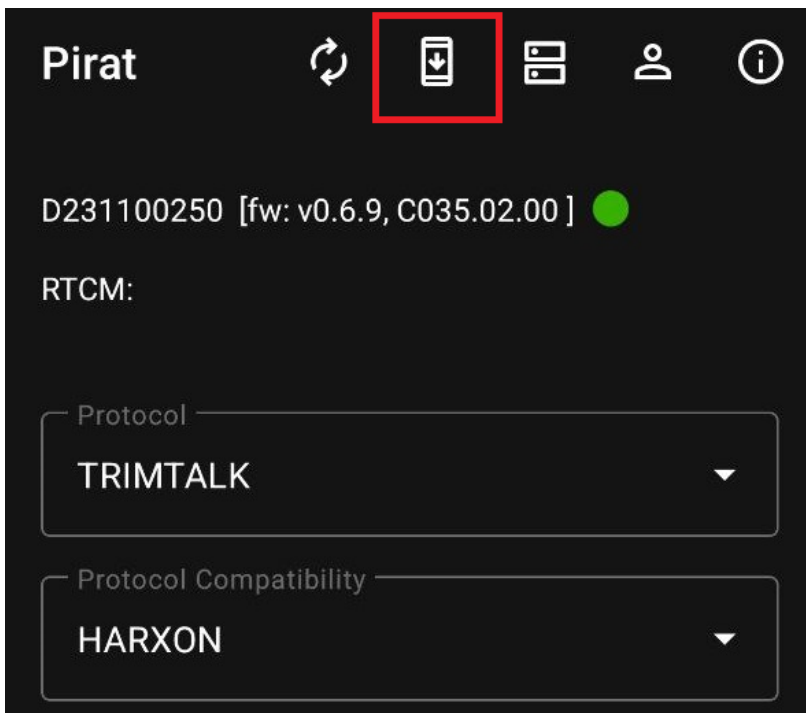 Pirat
D231100250 [fw: v0.6.9, C035.02.00 ]
RTCM:
Protocol
TRIMTALK
Protocol Compatibility
HARXON